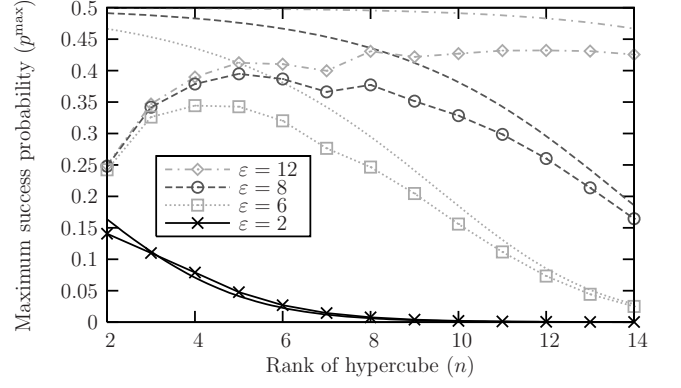 Maximum success probability (p^max)
0.5
0.45
0.4
0.35
0.3
0.25
0.2
0.15
0.1
0.05
0
ε = 12
ε = 8
ε = 6
ε = 2
2 4 6 8 10 12 14
Rank of hypercube (n)